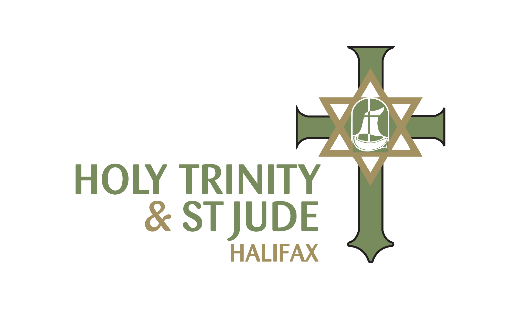 HOLY TRINITY
& ST JUDE
HALIFAX